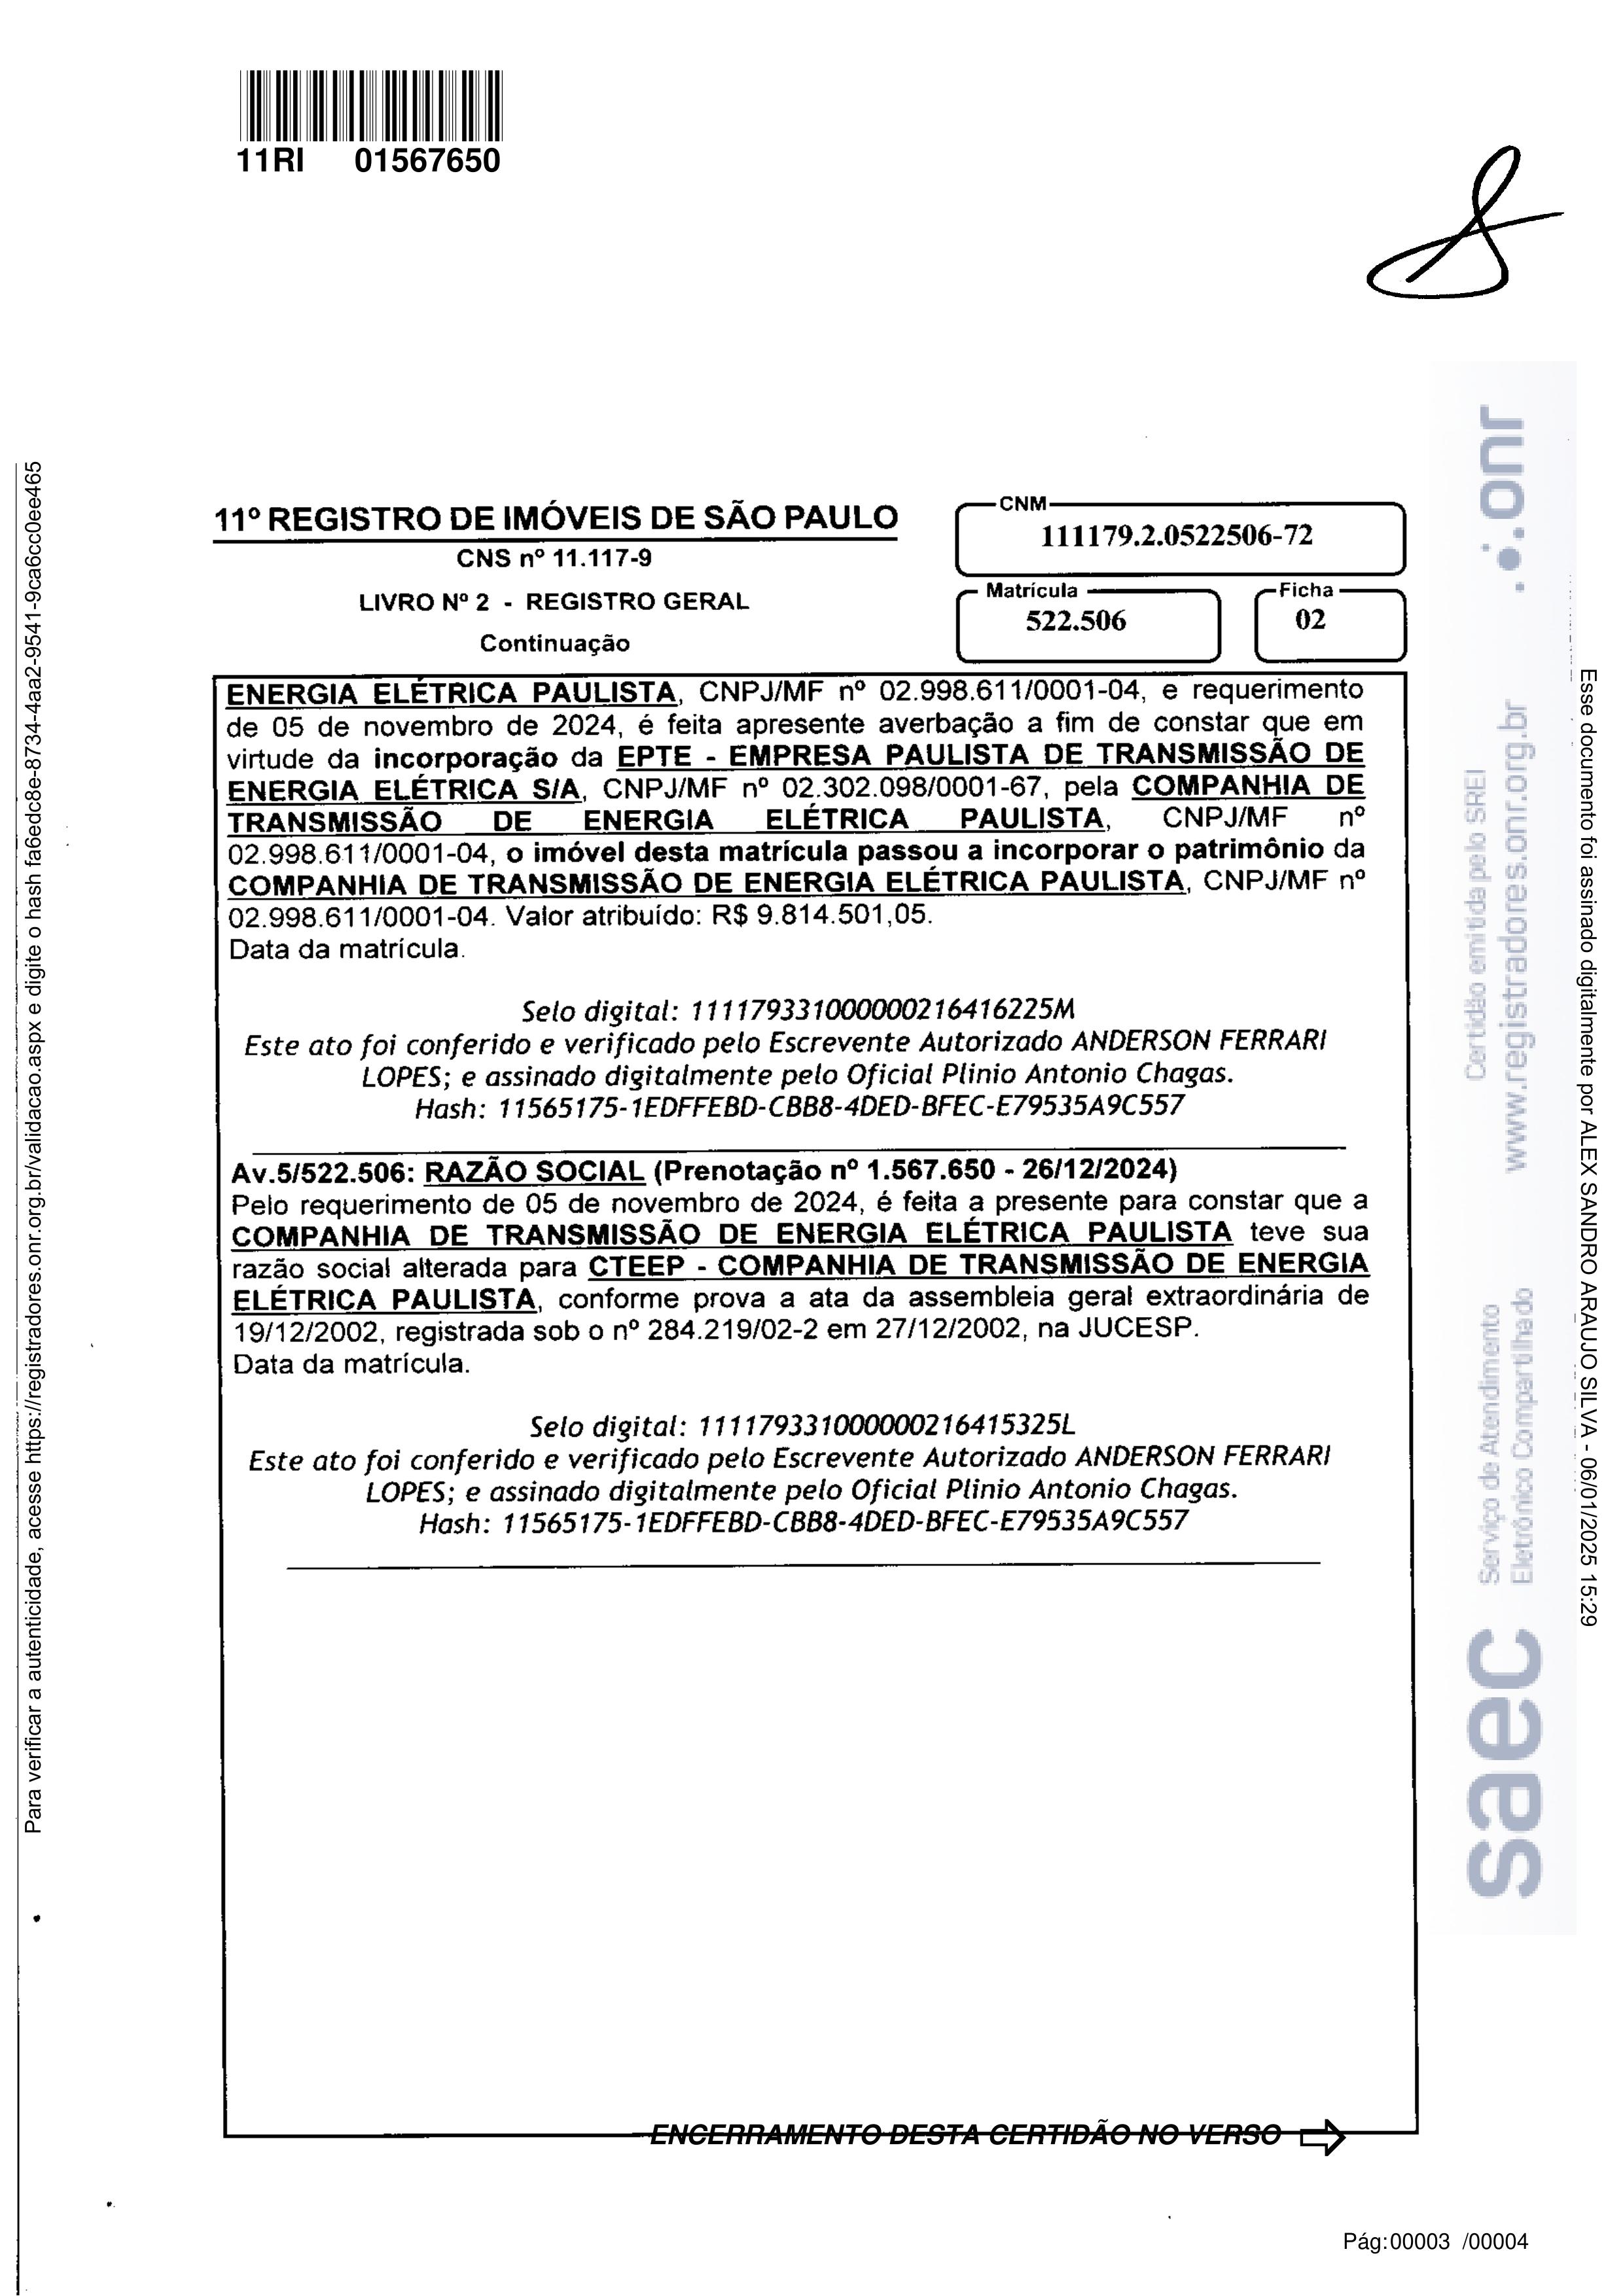 11RI 01567650
11º REGISTRO DE IMÓVEIS DE SÃO PAULO
CNS nº 11.117-9
LIVRO Nº 2 - REGISTRO GERAL
Continuação
CNM
111179.2.0522506-72
Matrícula
522.506
Ficha
02
ENERGIA ELÉTRICA PAULISTA, CNPJ/MF nº 02.998.611/0001-04, e requerimento
de 05 de novembro de 2024, é feita apresente averbação a fim de constar que em
virtude da incorporação da EPTE - EMPRESA PAULISTA DE TRANSMISSÃO DE
ENERGIA ELÉTRICA S/A, CNPJ/MF nº 02.302.098/0001-67, pela COMPANHIA DE
TRANSMISSÃO DE ENERGIA ELÉTRICA PAULISTA, CNPJ/MF nº
02.998.611/0001-04, o imóvel desta matrícula passou a incorporar o patrimônio da
COMPANHIA DE TRANSMISSÃO DE ENERGIA ELÉTRICA PAULISTA, CNPJ/MF nº
02.998.611/0001-04. Valor atribuído: R$ 9.814.501,05.
Data da matrícula.
Selo digital: 1111793310000000216416225M
Este ato foi conferido e verificado pelo Escrevente Autorizado ANDERSON FERRARI
LOPES; e assinado digitalmente pelo Oficial Plinio Antonio Chagas.
Hash: 11565175-1EDFFEBD-CBB8-4DED-BFEC-E79535A9C557
Av.5/522.506: RAZÃO SOCIAL (Prenotação nº 1.567.650 - 26/12/2024)
Pelo requerimento de 05 de novembro de 2024, é feita a presente para constar que a
COMPANHIA DE TRANSMISSÃO DE ENERGIA ELÉTRICA PAULISTA teve sua
razão social alterada para CTEEP - COMPANHIA DE TRANSMISSÃO DE ENERGIA
ELÉTRICA PAULISTA, conforme prova a ata da assembleia geral extraordinária de
19/12/2002, registrada sob o nº 284.219/02-2 em 27/12/2002, na JUCESP.
Data da matrícula.
Selo digital: 1111793310000000216415325L
Este ato foi conferido e verificado pelo Escrevente Autorizado ANDERSON FERRARI
LOPES; e assinado digitalmente pelo Oficial Plinio Antonio Chagas.
Hash: 11565175-1EDFFEBD-CBB8-4DED-BFEC-E79535A9C557
ENCERRAMENTO DESTA CERTIDÃO NO VERSO
Pág:00003 /00004
Para verificar a autenticidade, acesse https://registradores.onr.org.br/validacao.aspx e digite o hash fa6edc8e-8734-4aa2-9541-9ca6cc0ee465
saec
Serviço de Atendimento
Eletrônico Compartilhado
Certidão emitida pelo SREI
www.registradores.onr.org.br
onr
Esse documento foi assinado digitalmente por ALEX SANDRO ARAUJO SILVA - 06/01/2025 15:29